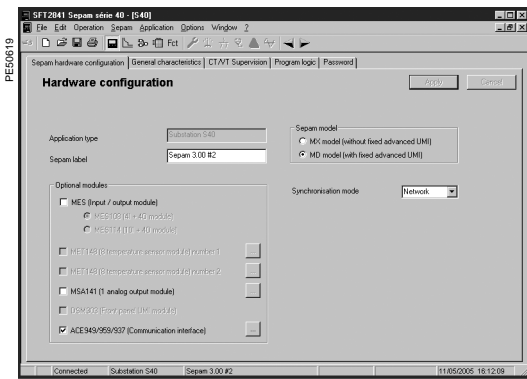 PE50619
SFT2841 Sepam série 40 - [S40]
File Edit Operation Sepam Application Options Window ?
Fct
Sepam hardware configuration General characteristics CT/VT Supervision Program logic Password
Hardware configuration
Apply Cancel
Application type Substation S40
Sepam label Sepam 3.00 #2
Sepam model
MX model (without fixed advanced UMI)
MD model (with fixed advanced UMI)
Synchronisation mode Network
Optional modules
MES (Input / output module)
MES108 (4I + 4O module)
MES114 (10I + 4O module)
MET148 (8 temperature sensor module) number 1 ...
MET148 (8 temperature sensor module) number 2 ...
MSA141 (1 analog output module) ...
DSM303 (Front panel UMI module)
ACE949/959/937 (Communication interface) ...
Connected Substation S40 Sepam 3.00 #2 11/05/2005 16:12:09